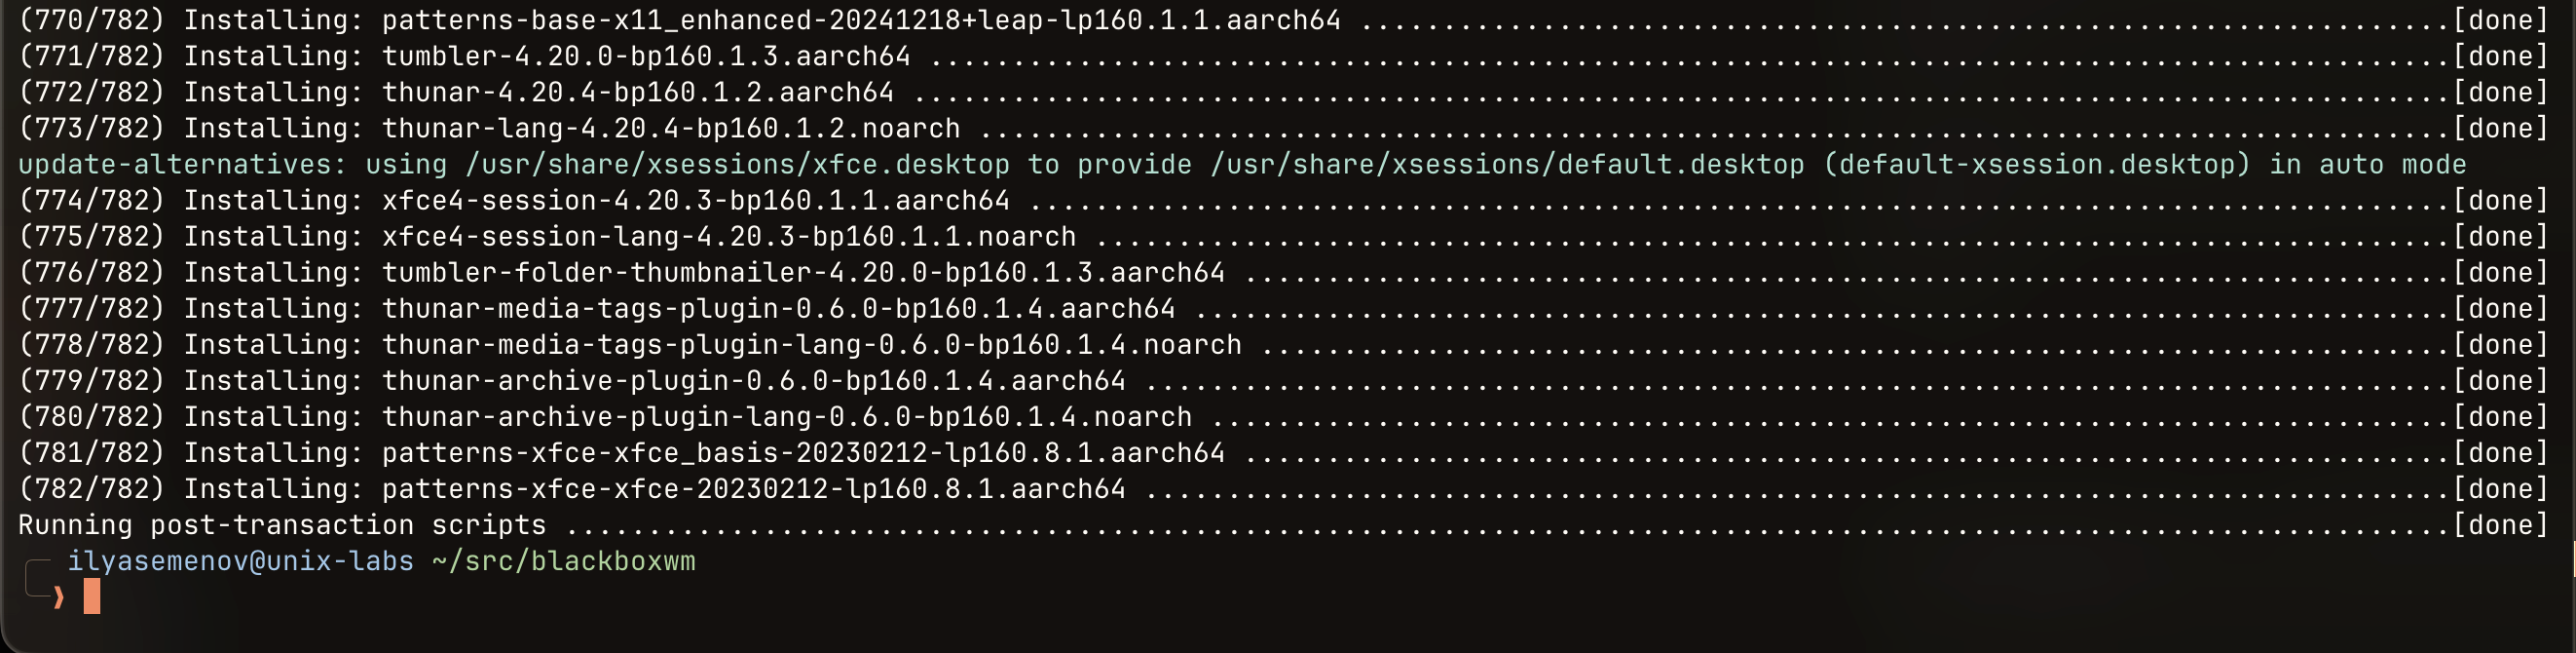 (770/782) Installing: patterns-base-x11_enhanced-20241218+leap-lp160.1.1.aarch64 ..................................................................[done]
(771/782) Installing: tumbler-4.20.0-bp160.1.3.aarch64 ............................................................................................[done]
(772/782) Installing: thunar-4.20.4-bp160.1.2.aarch64 .............................................................................................[done]
(773/782) Installing: thunar-lang-4.20.4-bp160.1.2.noarch .........................................................................................[done]
update-alternatives: using /usr/share/xsessions/xfce.desktop to provide /usr/share/xsessions/default.desktop (default-xsession.desktop) in auto mode
(774/782) Installing: xfce4-session-4.20.3-bp160.1.1.aarch64 ......................................................................................[done]
(775/782) Installing: xfce4-session-lang-4.20.3-bp160.1.1.noarch ..................................................................................[done]
(776/782) Installing: tumbler-folder-thumbnailer-4.20.0-bp160.1.3.aarch64 .........................................................................[done]
(777/782) Installing: thunar-media-tags-plugin-0.6.0-bp160.1.4.aarch64 ............................................................................[done]
(778/782) Installing: thunar-media-tags-plugin-lang-0.6.0-bp160.1.4.noarch ........................................................................[done]
(779/782) Installing: thunar-archive-plugin-0.6.0-bp160.1.4.aarch64 ...............................................................................[done]
(780/782) Installing: thunar-archive-plugin-lang-0.6.0-bp160.1.4.noarch ...........................................................................[done]
(781/782) Installing: patterns-xfce-xfce_basis-20230212-lp160.8.1.aarch64 .........................................................................[done]
(782/782) Installing: patterns-xfce-xfce-20230212-lp160.8.1.aarch64 ...............................................................................[done]
Running post-transaction scripts ..................................................................................................................[done]
ilyasemenov@unix-labs ~/src/blackboxwm
❯